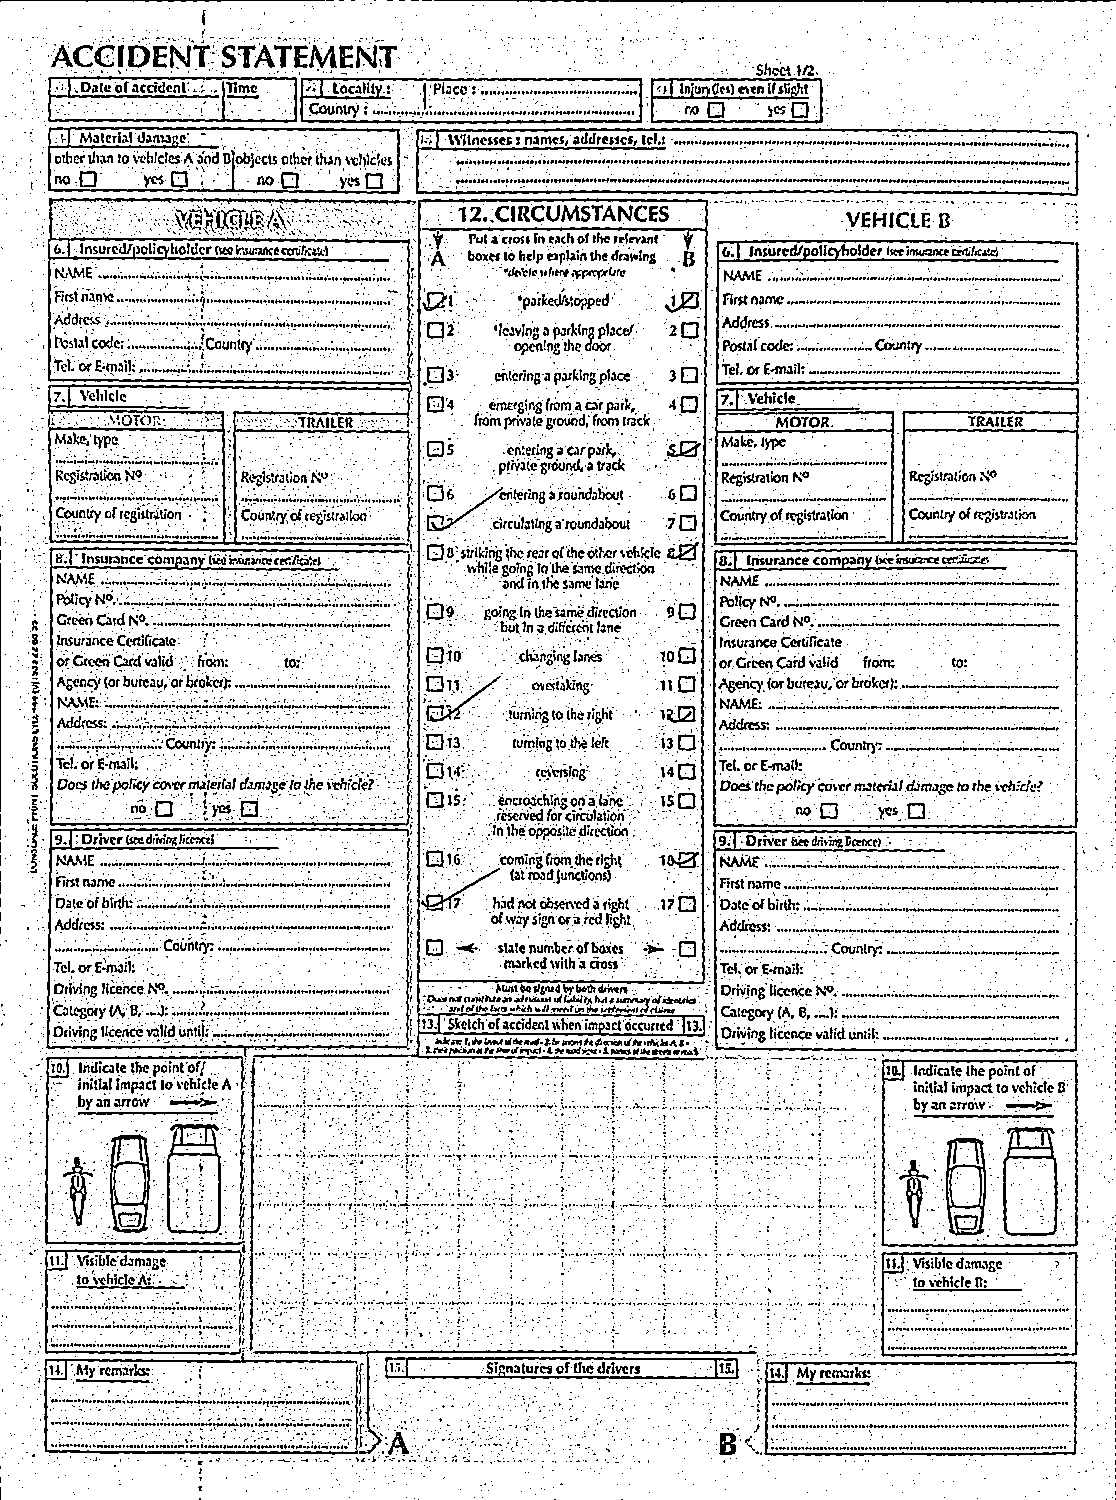 ACCIDENT STATEMENT
Sheet 1/2
1. Date of accident Time
2. Locality: Place:
Country:
3. Injury(ies) even if slight
no yes
4. Material damage
other than to vehicles A and B objects other than vehicles
no yes no yes
5. Witnesses: names, addresses, tel.:
VEHICLE A
6. Insured/policyholder (see insurance certificate)
NAME
First name
Address
Postal code: Country
Tel. or E-mail:
7. Vehicle
MOTOR TRAILER
Make, type
Registration Nº Registration Nº
Country of registration Country of registration
8. Insurance company (see insurance certificate)
NAME
Policy Nº.
Green Card Nº.
Insurance Certificate
or Green Card valid from: to:
Agency (or bureau, or broker):
NAME:
Address:
Country:
Tel. or E-mail:
Does the policy cover material damage to the vehicle?
no yes
9. Driver (see driving licence)
NAME
First name
Date of birth:
Address:
Country:
Tel. or E-mail:
Driving licence Nº.
Category (A, B, ....):
Driving licence valid until:
12. CIRCUMSTANCES
Put a cross in each of the relevant
A boxes to help explain the drawing B
*delete where appropriate
1 *parked/stopped 1
2 *leaving a parking place/ 2
opening the door
3 entering a parking place 3
4 emerging from a car park, 4
from private ground, from track
5 entering a car park, 5
private ground, a track
6 entering a roundabout 6
7 circulating a roundabout 7
8 striking the rear of the other vehicle 8
while going in the same direction
and in the same lane
9 going in the same direction 9
but in a different lane
10 changing lanes 10
11 overtaking 11
12 turning to the right 12
13 turning to the left 13
14 reversing 14
15 encroaching on a lane 15
reserved for circulation
in the opposite direction
16 coming from the right 16
(at road junctions)
17 had not observed a right 17
of way sign or a red light
state number of boxes
marked with a cross
Must be signed by both drivers
13. Sketch of accident when impact occurred 13.
VEHICLE B
6. Insured/policyholder (see insurance certificate)
NAME
First name
Address
Postal code: Country
Tel. or E-mail:
7. Vehicle
MOTOR TRAILER
Make, type
Registration Nº Registration Nº
Country of registration Country of registration
8. Insurance company (see insurance certificate)
NAME
Policy Nº.
Green Card Nº.
Insurance Certificate
or Green Card valid from: to:
Agency (or bureau, or broker):
NAME:
Address:
Country:
Tel. or E-mail:
Does the policy cover material damage to the vehicle?
no yes
9. Driver (see driving licence)
NAME
First name
Date of birth:
Address:
Country:
Tel. or E-mail:
Driving licence Nº.
Category (A, B, ....):
Driving licence valid until:
10. Indicate the point of
initial impact to vehicle A
by an arrow
11. Visible damage
to vehicle A:
10. Indicate the point of
initial impact to vehicle B
by an arrow
11. Visible damage
to vehicle B:
14. My remarks:
15. Signatures of the drivers 15.
A B
14. My remarks: